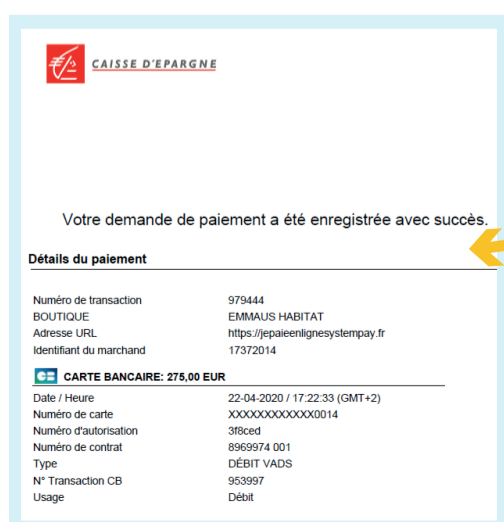 CAISSE D'EPARGNE
Votre demande de paiement a été enregistrée avec succès.
Détails du paiement
Numéro de transaction 979444
BOUTIQUE EMMAUS HABITAT
Adresse URL https://jepaieenlignesystempay.fr
Identifiant du marchand 17372014
CB CARTE BANCAIRE: 275,00 EUR
Date / Heure 22-04-2020 / 17:22:33 (GMT+2)
Numéro de carte XXXXXXXXXXXX0014
Numéro d'autorisation 3f8ced
Numéro de contrat 8969974 001
Type DÉBIT VADS
N° Transaction CB 953997
Usage Débit